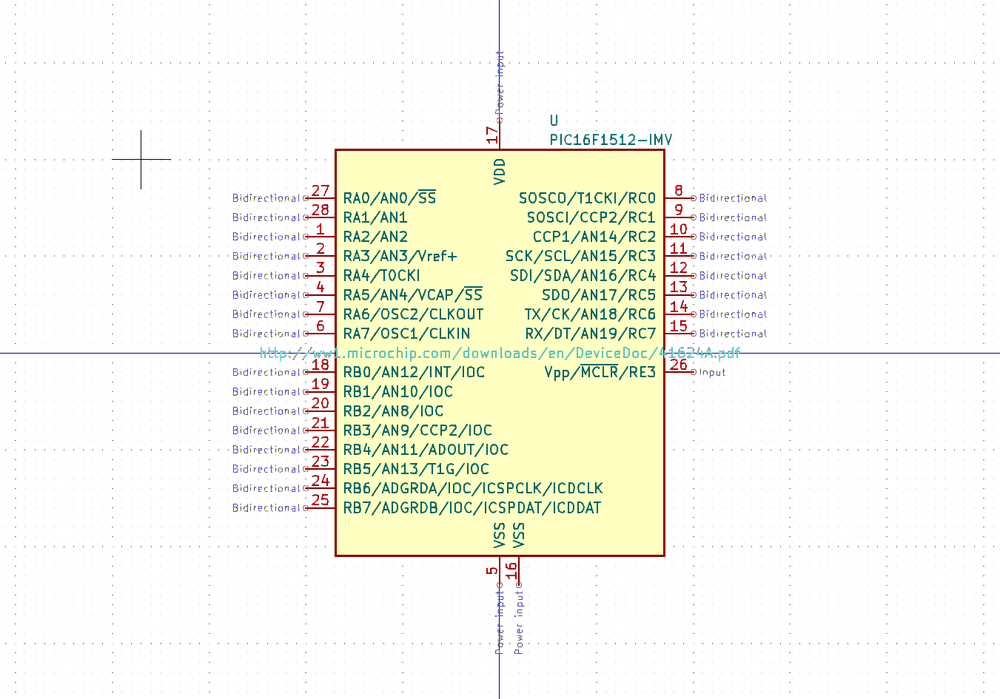 Power input
17
U
PIC16F1512-IMV
VDD
Bidirectional 27 RA0/AN0/SS SOSCO/T1CKI/RC0 8 Bidirectional
Bidirectional 28 RA1/AN1 SOSCI/CCP2/RC1 9 Bidirectional
Bidirectional 1 RA2/AN2 CCP1/AN14/RC2 10 Bidirectional
Bidirectional 2 RA3/AN3/Vref+ SCK/SCL/AN15/RC3 11 Bidirectional
Bidirectional 3 RA4/T0CKI SDI/SDA/AN16/RC4 12 Bidirectional
Bidirectional 4 RA5/AN4/VCAP/SS SDO/AN17/RC5 13 Bidirectional
Bidirectional 7 RA6/OSC2/CLKOUT TX/CK/AN18/RC6 14 Bidirectional
Bidirectional 6 RA7/OSC1/CLKIN RX/DT/AN19/RC7 15 Bidirectional
http://ww1.microchip.com/downloads/en/DeviceDoc/41624A.pdf
Bidirectional 18 RB0/AN12/INT/IOC Vpp/MCLR/RE3 26 Input
Bidirectional 19 RB1/AN10/IOC
Bidirectional 20 RB2/AN8/IOC
Bidirectional 21 RB3/AN9/CCP2/IOC
Bidirectional 22 RB4/AN11/ADOUT/IOC
Bidirectional 23 RB5/AN13/T1G/IOC
Bidirectional 24 RB6/ADGRDA/IOC/ICSPCLK/ICDCLK
Bidirectional 25 RB7/ADGRDB/IOC/ICSPDAT/ICDDAT
VSS VSS
5 16
Power input Power input